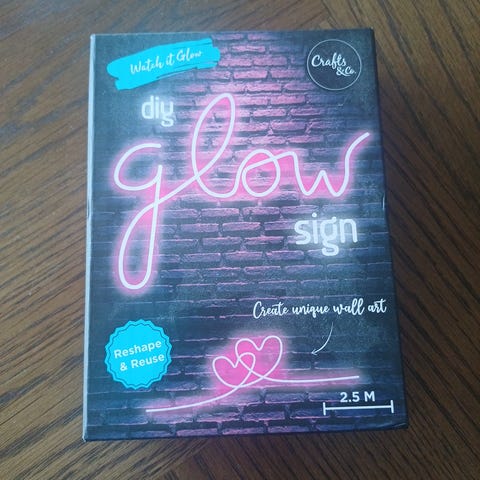 Watch it Glow
Crafts
& Co.
diy
glow
sign
Create unique wall art
Reshape
& Reuse
2.5 M